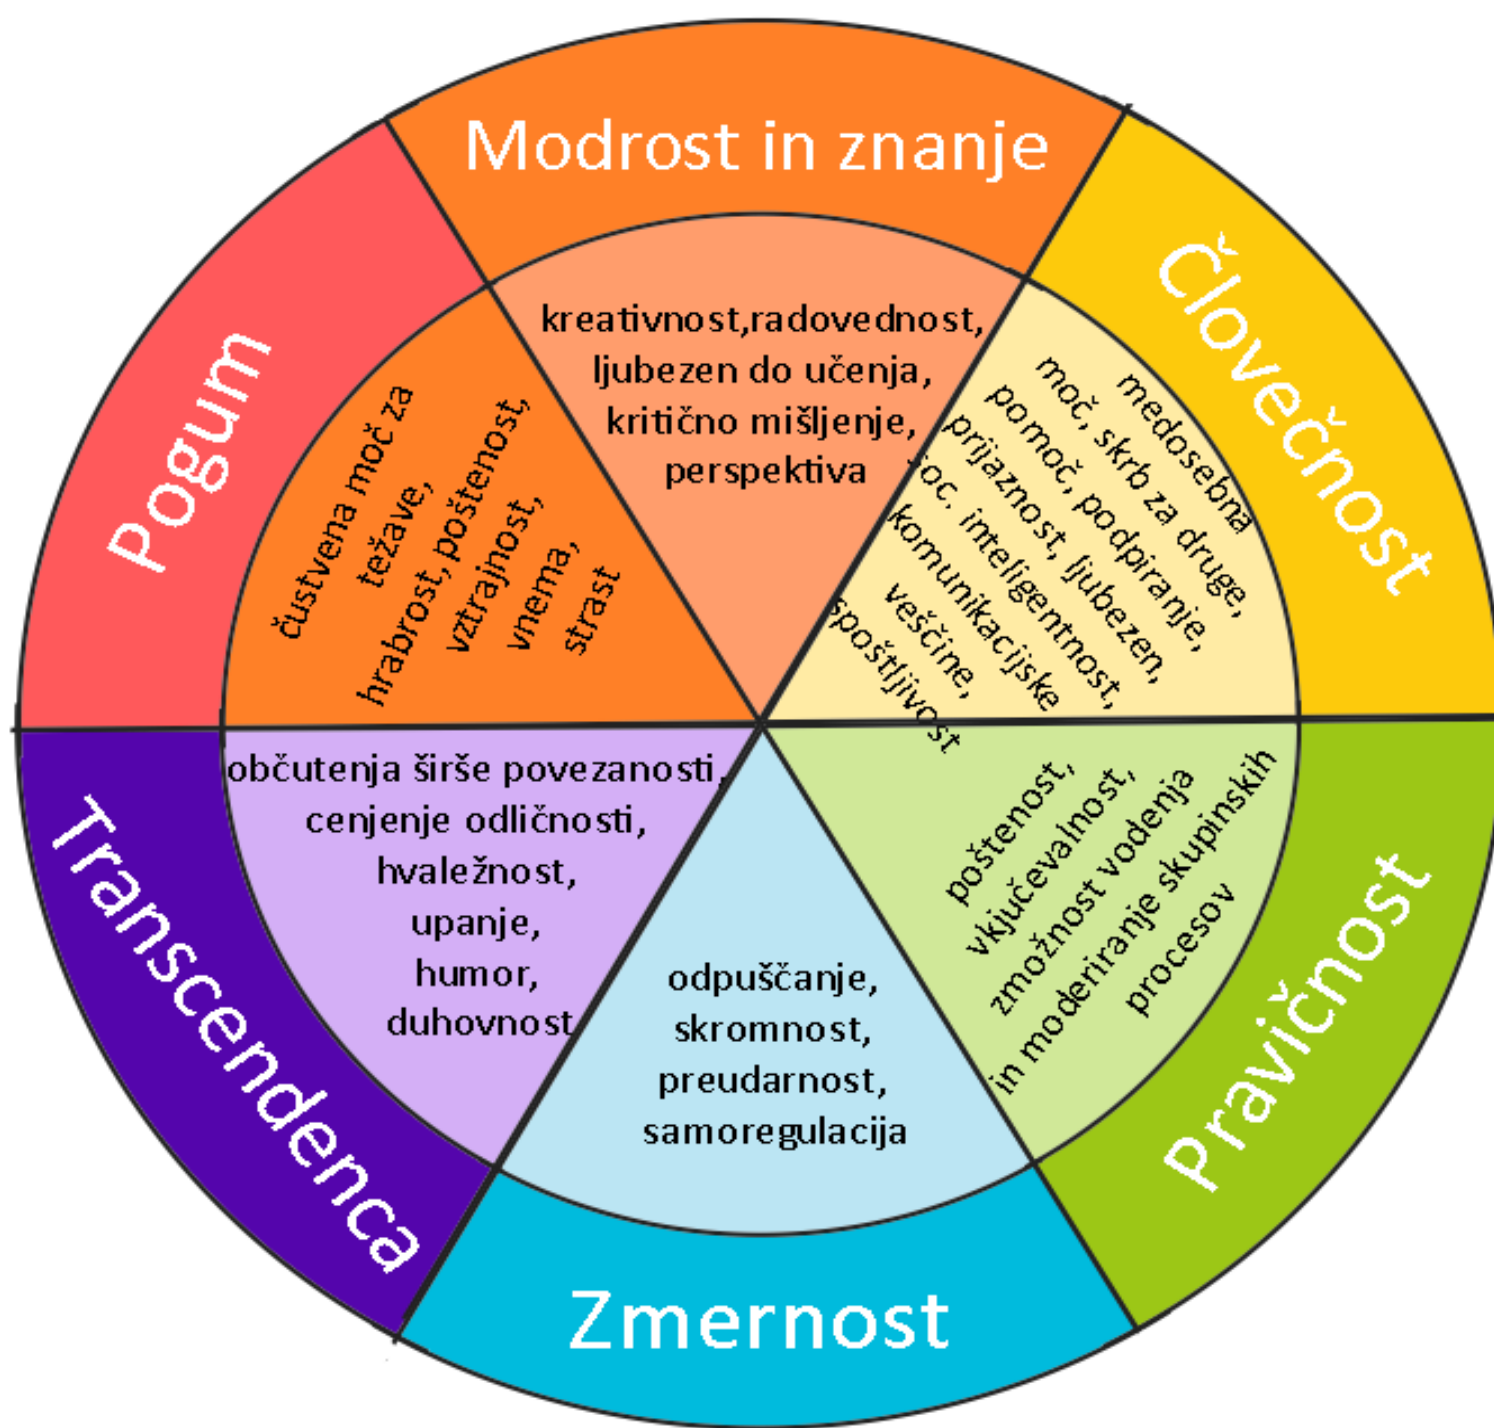 Modrost in znanje
kreativnost,radovednost,
ljubezen do učenja,
kritično mišljenje,
perspektiva
Človečnost
medosebna
moč, skrb za druge,
pomoč, podpiranje,
prijaznost, ljubezen,
soc. inteligentnost,
komunikacijske
veščine,
spoštljivost
Pravičnost
poštenost,
vključevalnost,
zmožnost vodenja
in moderiranje skupinskih
procesov
Zmernost
odpuščanje,
skromnost,
preudarnost,
samoregulacija
Transcendenca
občutenja širše povezanosti,
cenjenje odličnosti,
hvaležnost,
upanje,
humor,
duhovnost
Pogum
čustvena moč za
težave,
hrabrost, poštenost,
vztrajnost,
vnema,
strast